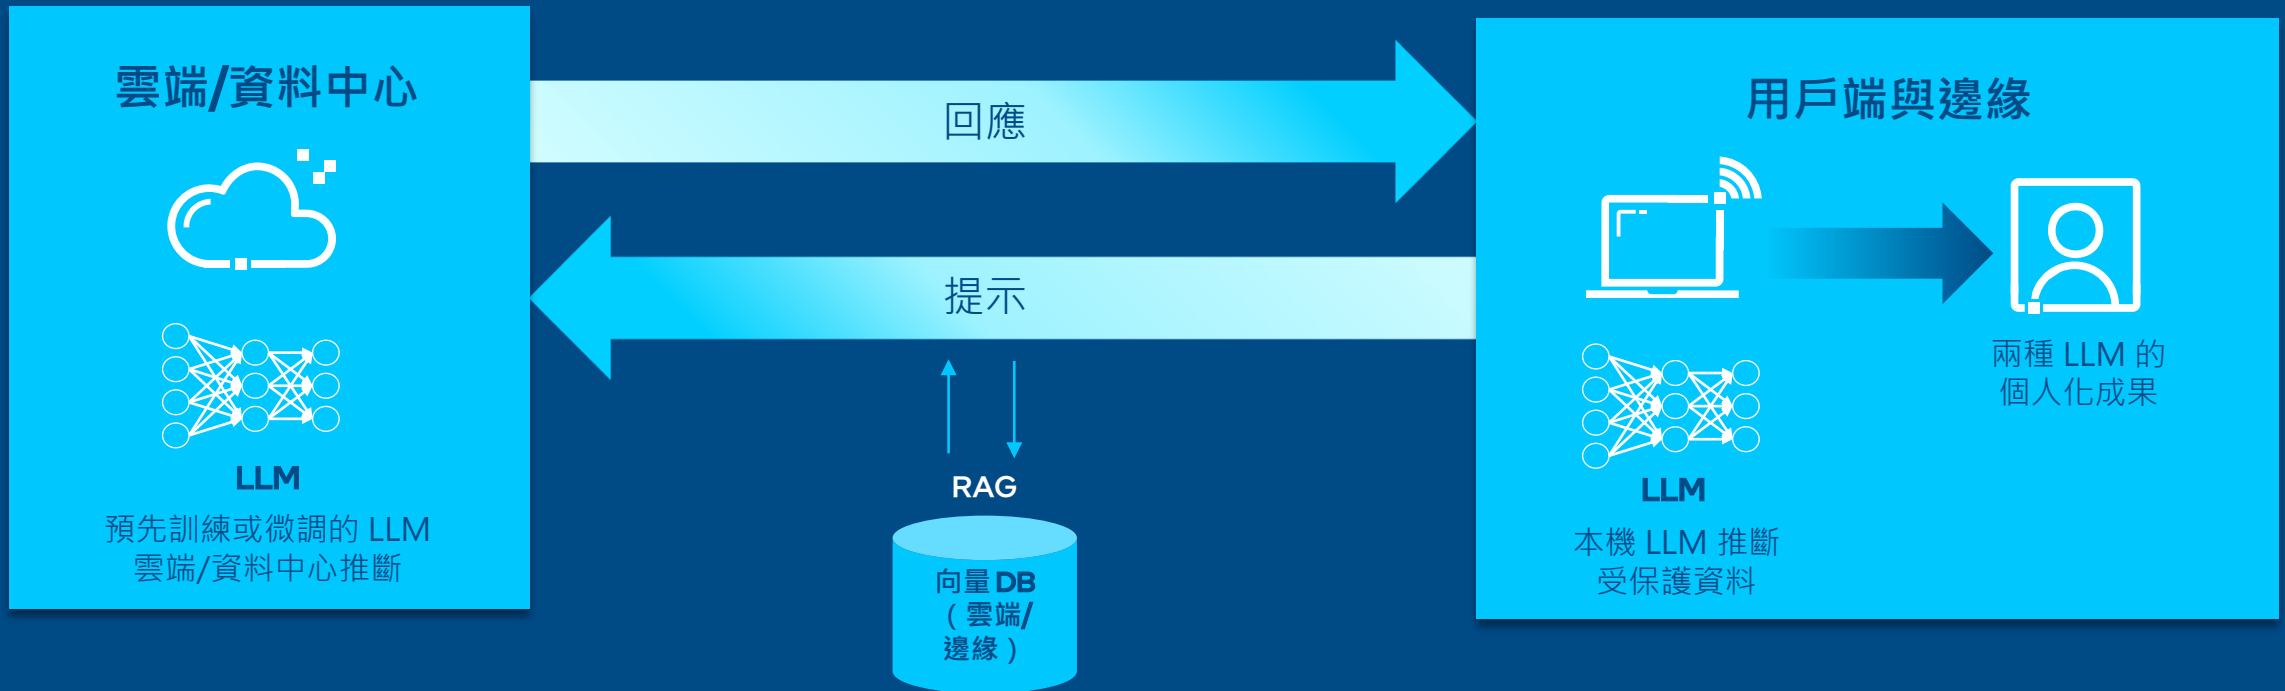 雲端/資料中心
LLM
預先訓練或微調的 LLM
雲端/資料中心推斷
回應
提示
RAG
向量 DB
（雲端/
邊緣）
用戶端與邊緣
LLM
本機 LLM 推斷
受保護資料
兩種 LLM 的
個人化成果